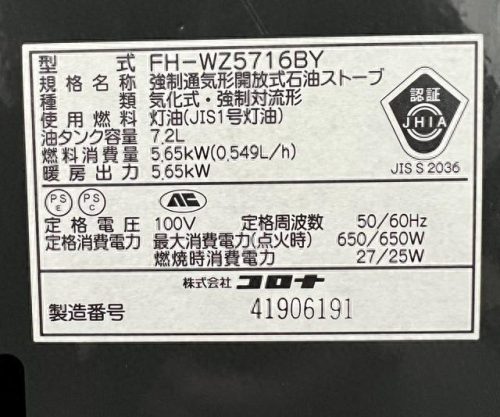 型式 FH-WZ5716BY
規格名称 強制通気形開放式石油ストーブ
種類 気化式・強制対流形
使用燃料 灯油(JIS1号灯油)
油タンク容量 7.2L
燃料消費量 5.65kW(0.549L/h)
暖房出力 5.65kW
認証
JHIA
JIS S 2036
PS E
PS C
定格電圧 100V 定格周波数 50/60Hz
定格消費電力 最大消費電力(点火時) 650/650W
燃焼時消費電力 27/25W
株式会社 コロナ
製造番号 41906191